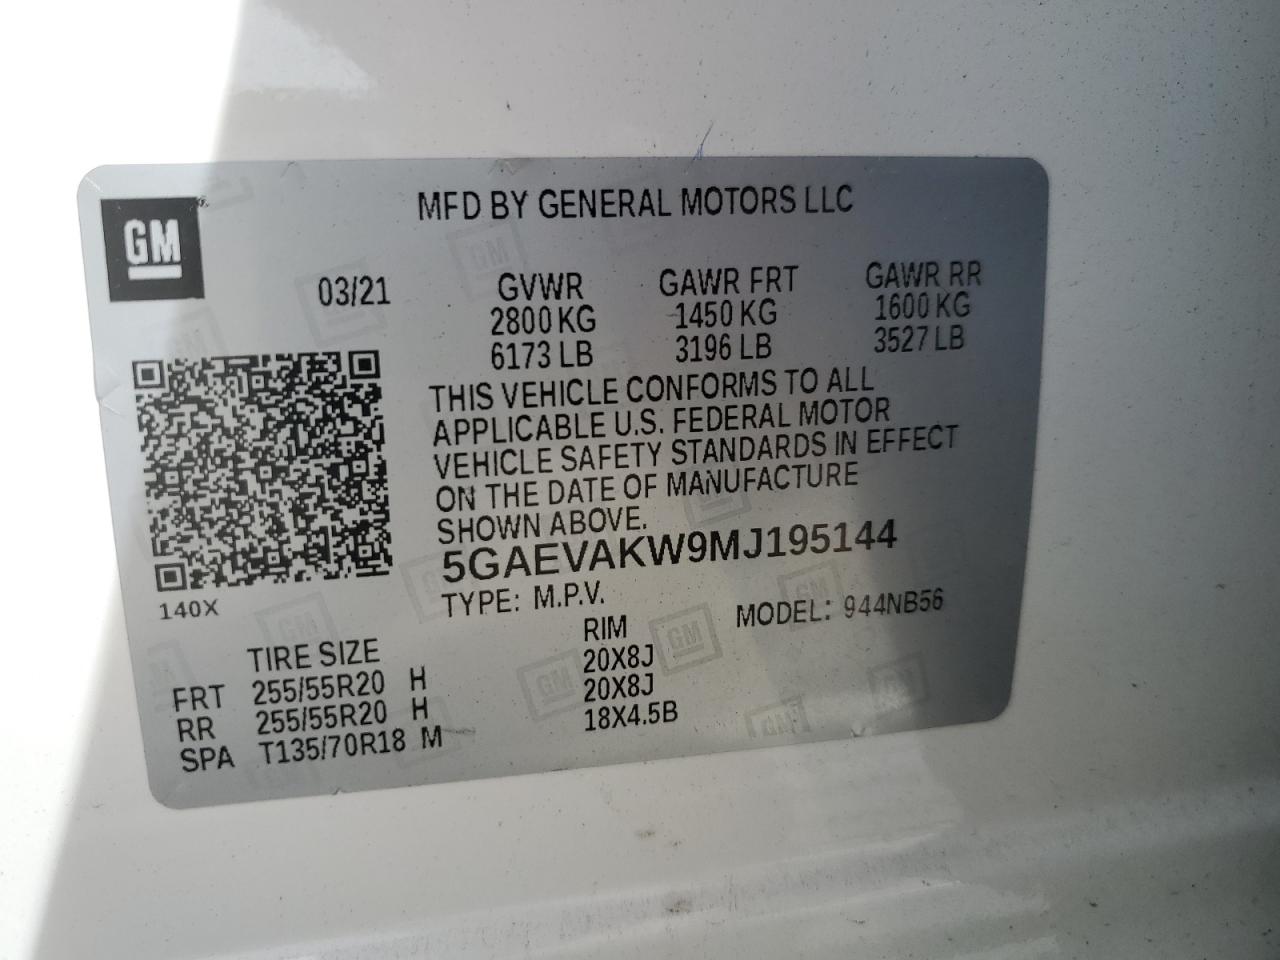 MFD BY GENERAL MOTORS LLC
GM
03/21 GVWR GAWR FRT GAWR RR
2800 KG 1450 KG 1600 KG
6173 LB 3196 LB 3527 LB
THIS VEHICLE CONFORMS TO ALL
APPLICABLE U.S. FEDERAL MOTOR
VEHICLE SAFETY STANDARDS IN EFFECT
ON THE DATE OF MANUFACTURE
SHOWN ABOVE.
5GAEVAKW9MJ195144
140X
TYPE: M.P.V. MODEL: 944NB56
TIRE SIZE RIM
FRT 255/55R20 H 20X8J
RR 255/55R20 H 20X8J
SPA T135/70R18 M 18X4.5B